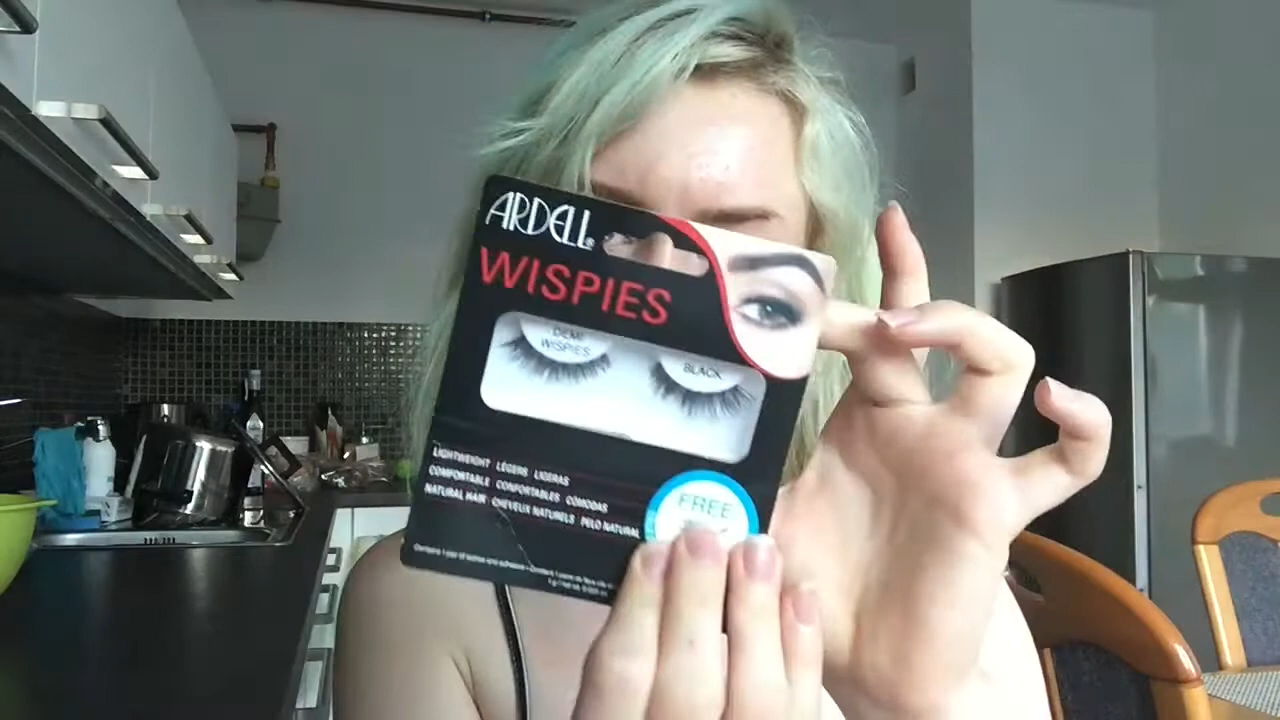 ARDELL®
WISPIES
DEMI
WISPIES
BLACK
LIGHTWEIGHT LÉGERS LIGERAS
COMFORTABLE CONFORTABLES CÓMODAS
NATURAL HAIR CHEVEUX NATURELS PELO NATURAL
FREE